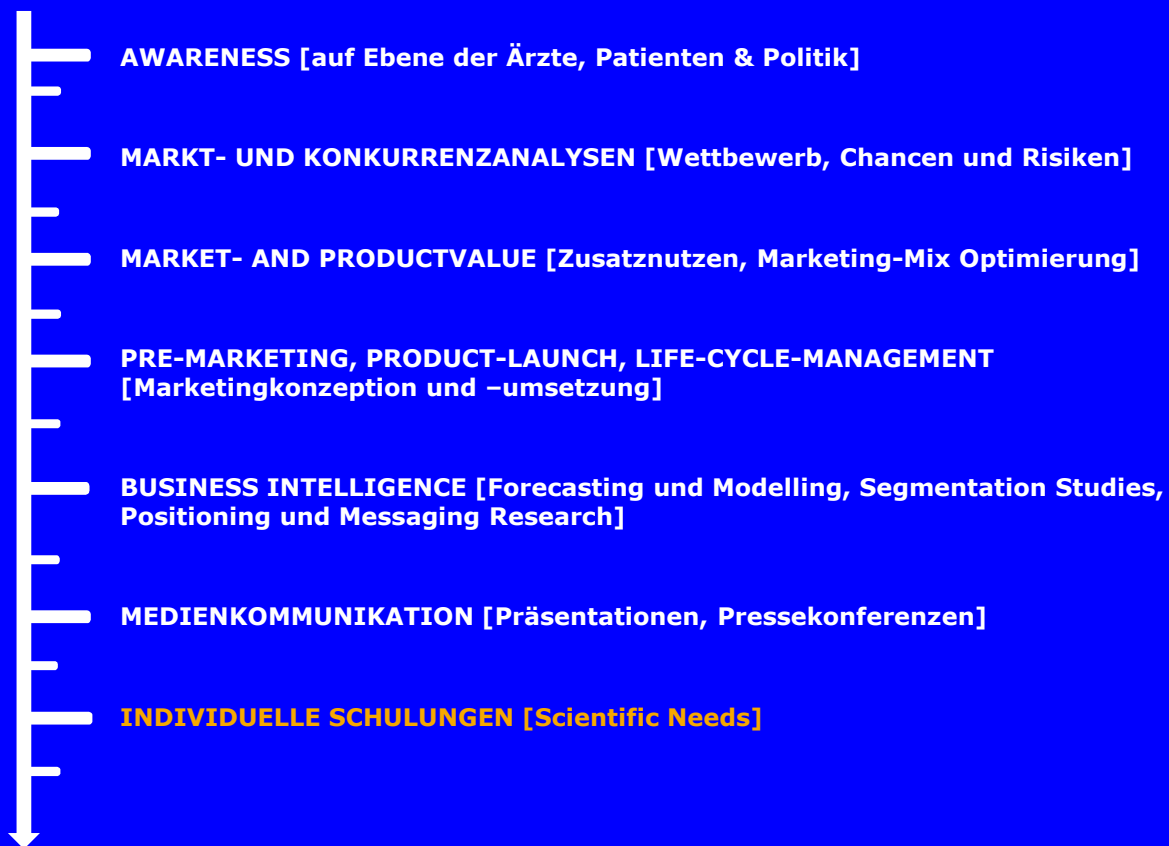 AWARENESS [auf Ebene der Ärzte, Patienten & Politik]
MARKT- UND KONKURRENZANALYSEN [Wettbewerb, Chancen und Risiken]
MARKET- AND PRODUCTVALUE [Zusatznutzen, Marketing-Mix Optimierung]
PRE-MARKETING, PRODUCT-LAUNCH, LIFE-CYCLE-MANAGEMENT
[Marketingkonzeption und –umsetzung]
BUSINESS INTELLIGENCE [Forecasting und Modelling, Segmentation Studies,
Positioning und Messaging Research]
MEDIENKOMMUNIKATION [Präsentationen, Pressekonferenzen]
INDIVIDUELLE SCHULUNGEN [Scientific Needs]